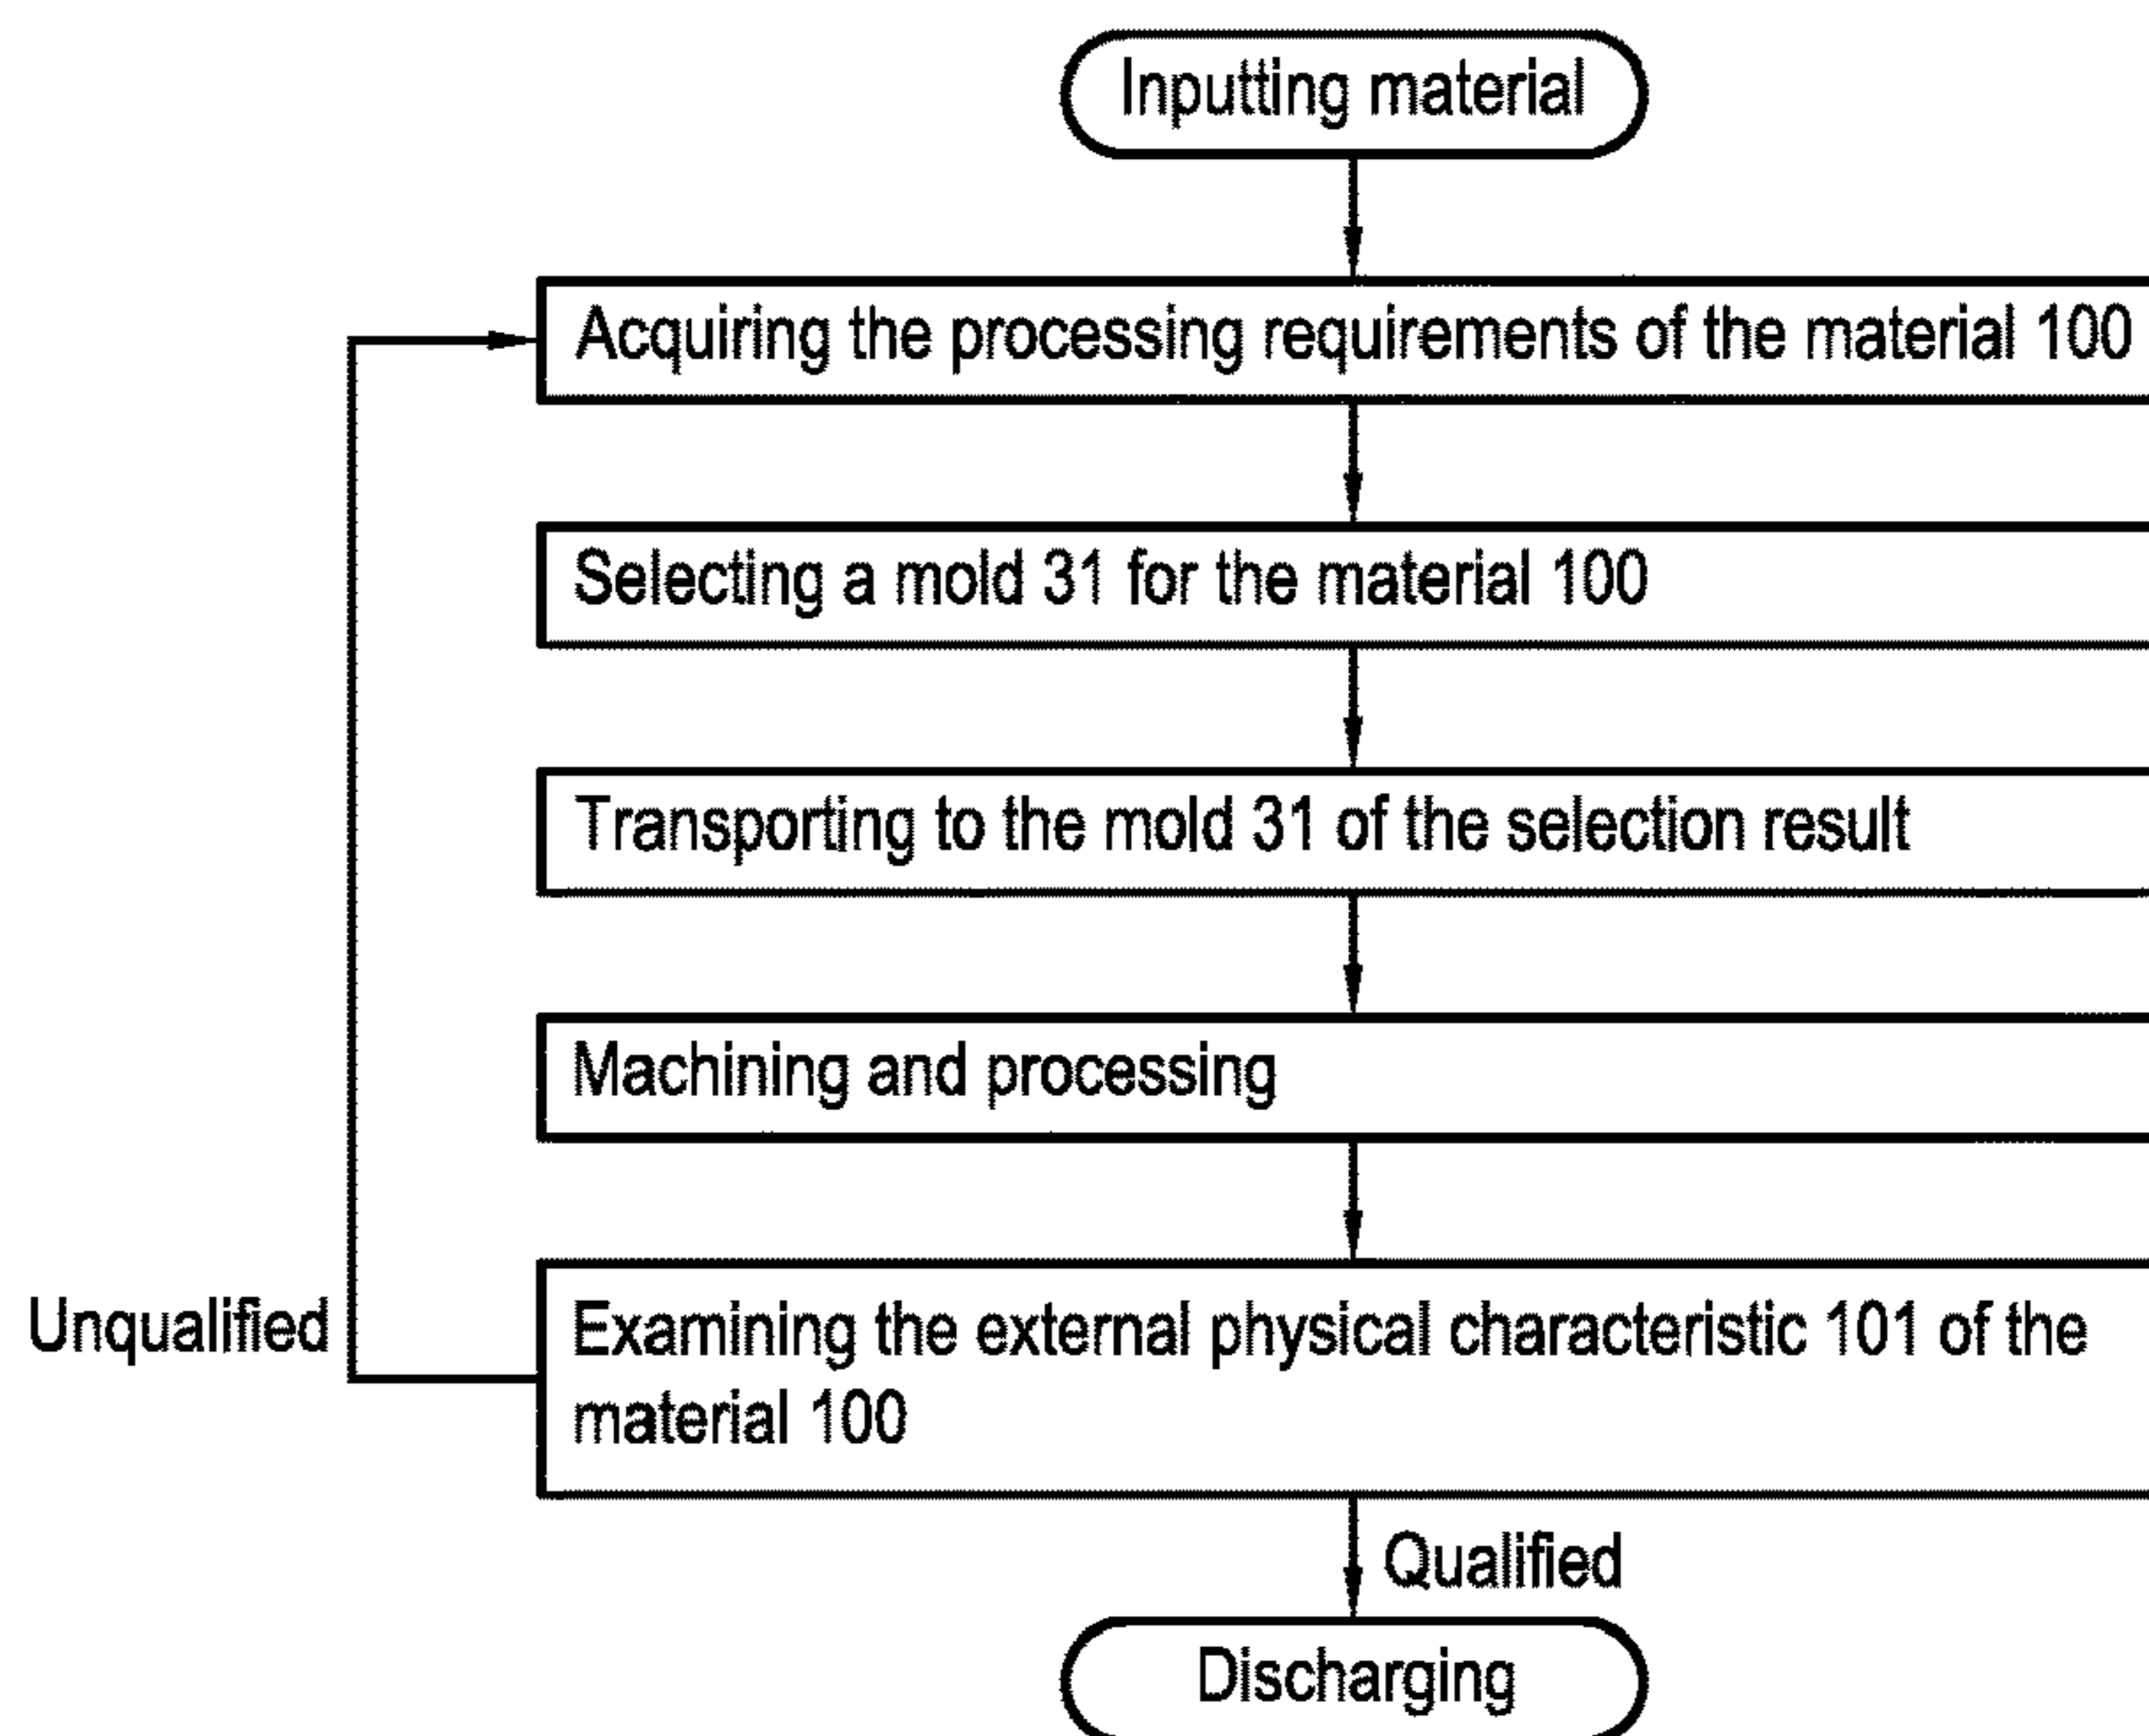 Inputting material
Acquiring the processing requirements of the material 100
Selecting a mold 31 for the material 100
Transporting to the mold 31 of the selection result
Machining and processing
Unqualified
Examining the external physical characteristic 101 of the
material 100
Qualified
Discharging